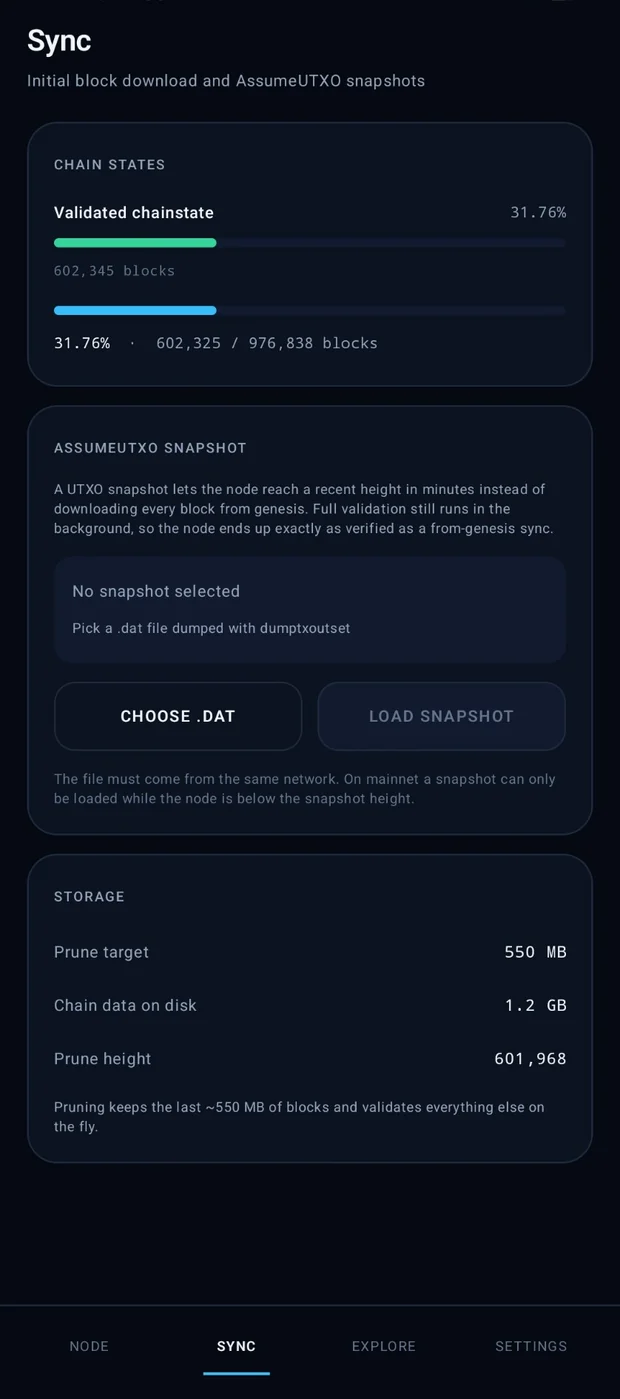 Sync
Initial block download and AssumeUTXO snapshots
CHAIN STATES
Validated chainstate 31.76%
602,345 blocks
31.76% · 602,325 / 976,838 blocks
ASSUMEUTXO SNAPSHOT
A UTXO snapshot lets the node reach a recent height in minutes instead of
downloading every block from genesis. Full validation still runs in the
background, so the node ends up exactly as verified as a from-genesis sync.
No snapshot selected
Pick a .dat file dumped with dumptxoutset
CHOOSE .DAT LOAD SNAPSHOT
The file must come from the same network. On mainnet a snapshot can only
be loaded while the node is below the snapshot height.
STORAGE
Prune target 550 MB
Chain data on disk 1.2 GB
Prune height 601,968
Pruning keeps the last ~550 MB of blocks and validates everything else on
the fly.
NODE SYNC EXPLORE SETTINGS